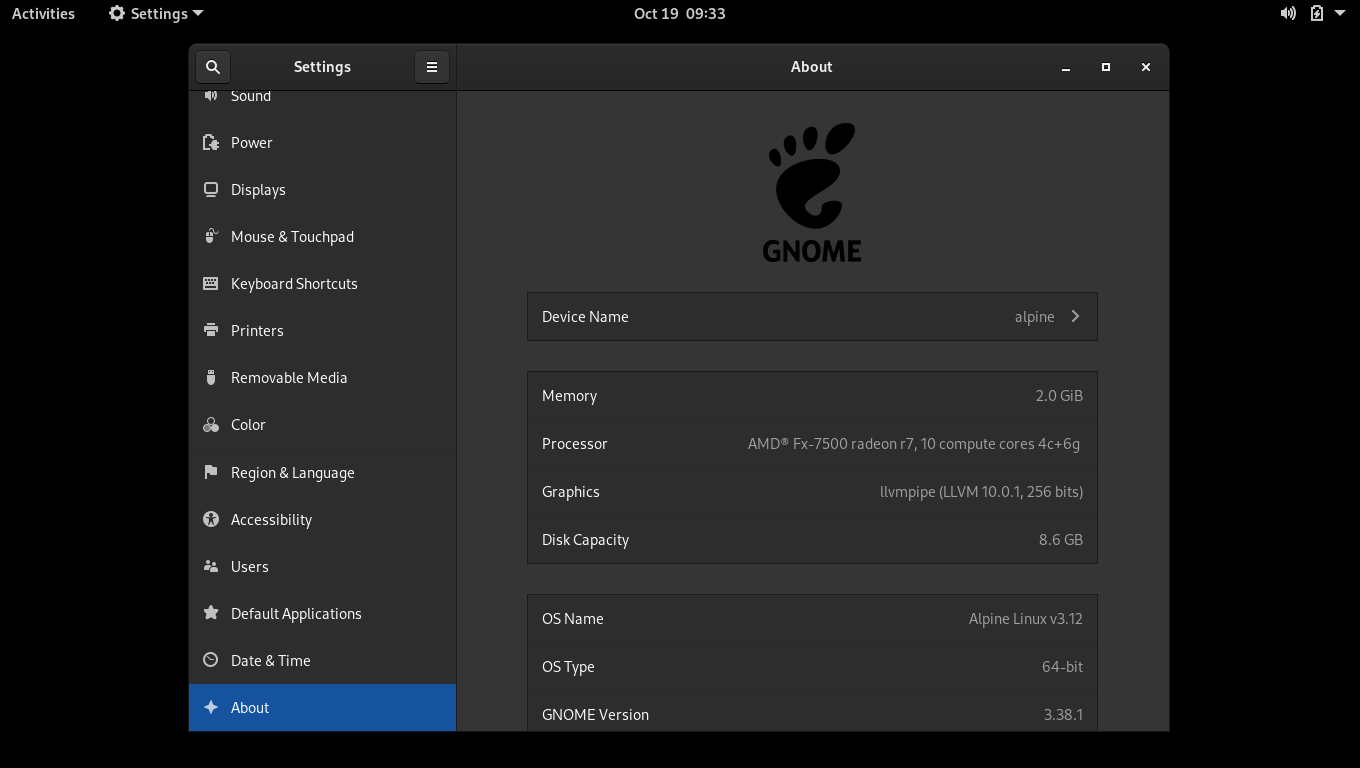 Activities Settings Oct 19 09:33
Settings About
Sound
Power
Displays
Mouse & Touchpad
Keyboard Shortcuts
Printers
Removable Media
Color
Region & Language
Accessibility
Users
Default Applications
Date & Time
About
GNOME
Device Name alpine
Memory 2.0 GiB
Processor AMD® Fx-7500 radeon r7, 10 compute cores 4c+6g
Graphics llvmpipe (LLVM 10.0.1, 256 bits)
Disk Capacity 8.6 GB
OS Name Alpine Linux v3.12
OS Type 64-bit
GNOME Version 3.38.1